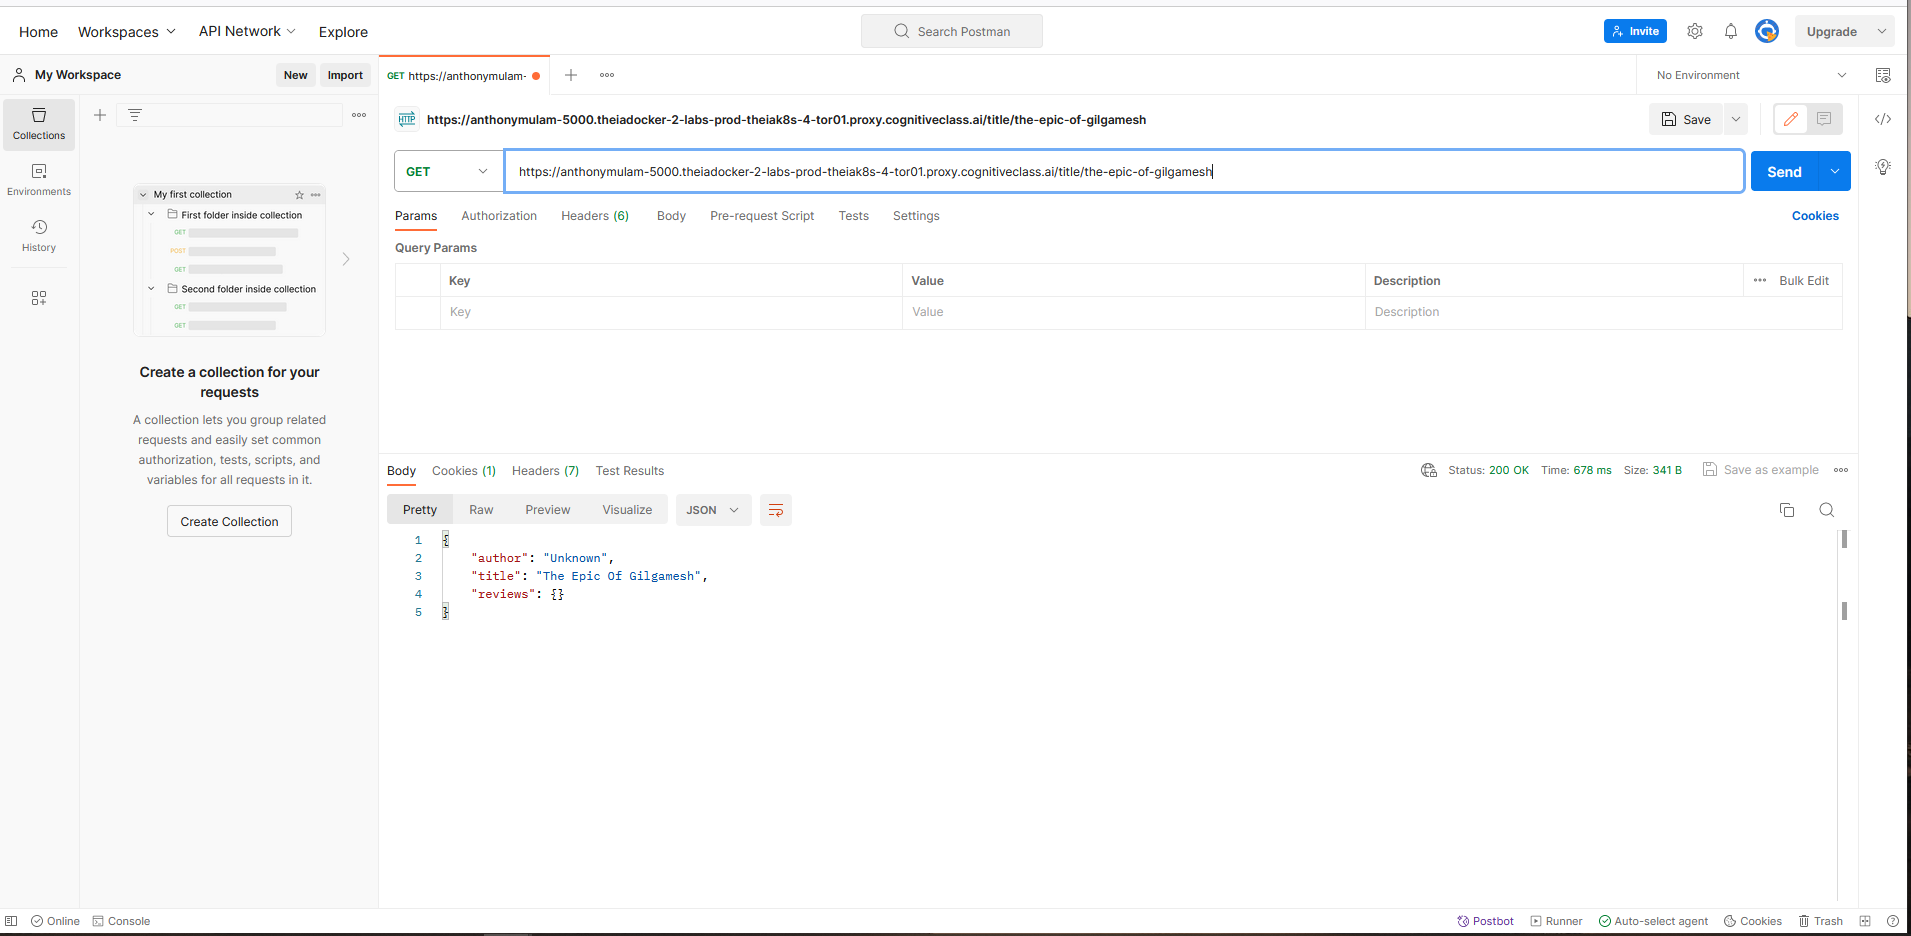 Home Workspaces API Network Explore Search Postman Invite Upgrade
My Workspace New Import GET https://anthonymulam- No Environment
Collections
Environments
History
My first collection
First folder inside collection
GET
POST
GET
Second folder inside collection
GET
GET
Create a collection for your
requests
A collection lets you group related
requests and easily set common
authorization, tests, scripts, and
variables for all requests in it.
Create Collection
HTTP https://anthonymulam-5000.theiadocker-2-labs-prod-theiak8s-4-tor01.proxy.cognitiveclass.ai/title/the-epic-of-gilgamesh Save
GET https://anthonymulam-5000.theiadocker-2-labs-prod-theiak8s-4-tor01.proxy.cognitiveclass.ai/title/the-epic-of-gilgamesh Send
Params Authorization Headers (6) Body Pre-request Script Tests Settings Cookies
Query Params
Key Value Description Bulk Edit
Key Value Description
Body Cookies (1) Headers (7) Test Results Status: 200 OK Time: 678 ms Size: 341 B Save as example
Pretty Raw Preview Visualize JSON
1 {
2 "author": "Unknown",
3 "title": "The Epic Of Gilgamesh",
4 "reviews": {}
5 }
Online Console Postbot Runner Auto-select agent Cookies Trash